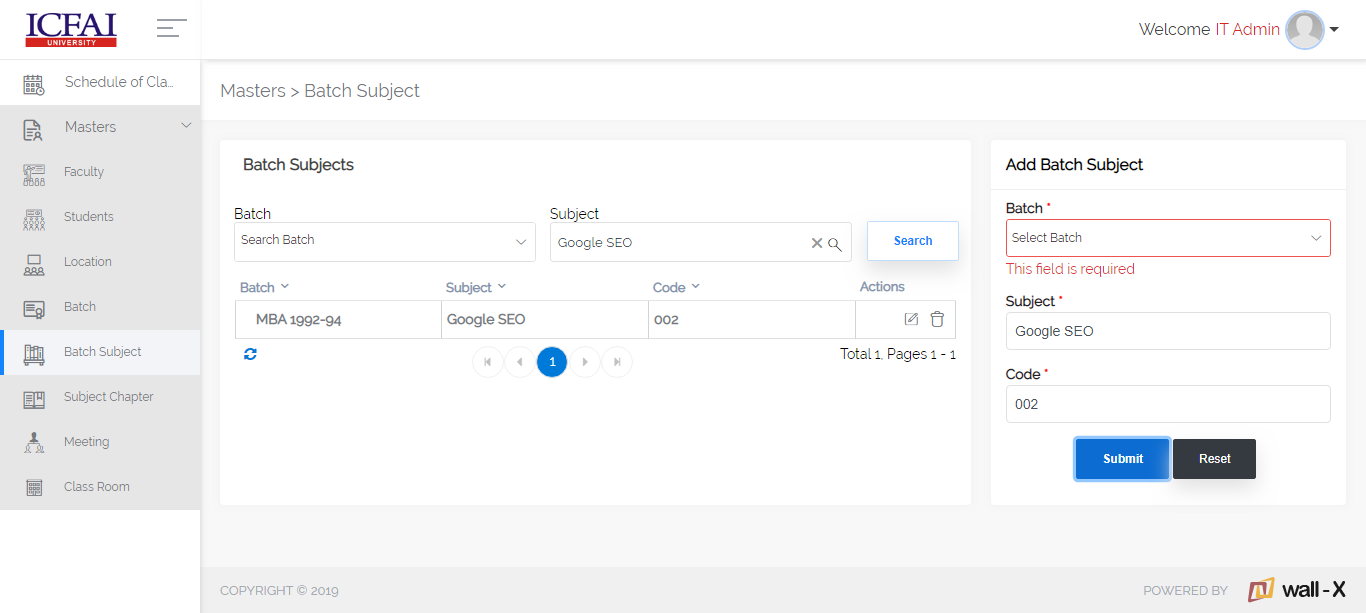 ICFAI
UNIVERSITY
Welcome IT Admin
Schedule of Cla...
Masters
Faculty
Students
Location
Batch
Batch Subject
Subject Chapter
Meeting
Class Room
Masters > Batch Subject
Batch Subjects
Batch
Subject
Search Batch
Google SEO
Search
Batch
Subject
Code
Actions
MBA 1992-94
Google SEO
002
1
Total 1, Pages 1 - 1
Add Batch Subject
Batch *
Select Batch
This field is required
Subject *
Google SEO
Code *
002
Submit
Reset
COPYRIGHT © 2019
POWERED BY
wall-X